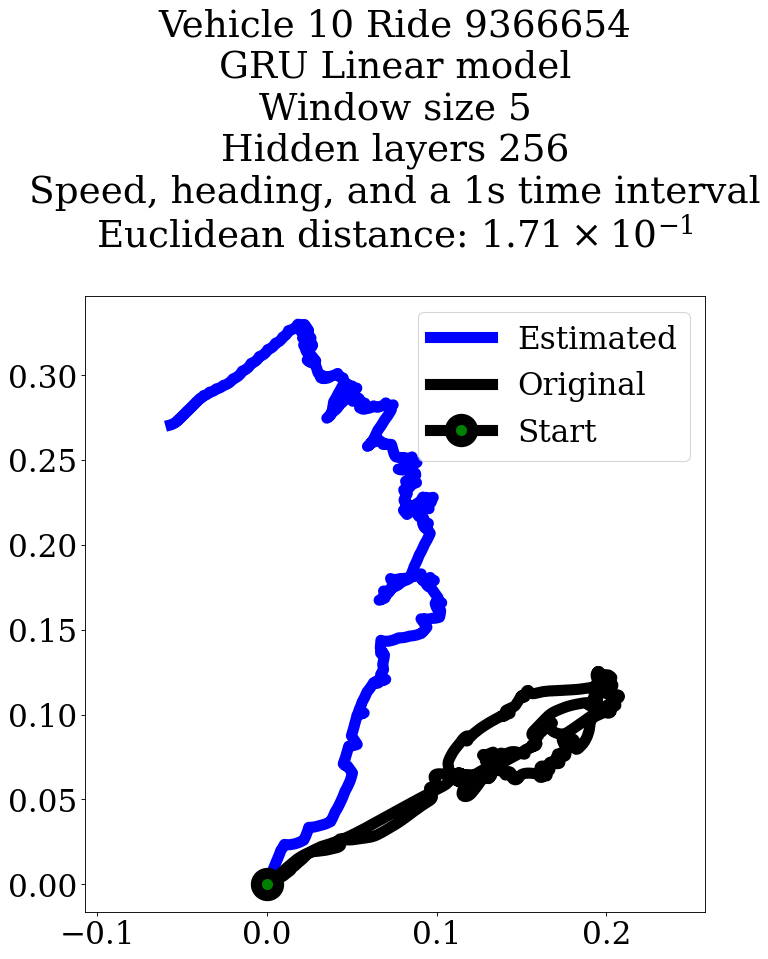 Vehicle 10 Ride 9366654
GRU Linear model
Window size 5
Hidden layers 256
Speed, heading, and a 1s time interval
Euclidean distance: 1.71 × 10⁻¹
Estimated
Original
Start
0.30
0.25
0.20
0.15
0.10
0.05
0.00
−0.1 0.0 0.1 0.2